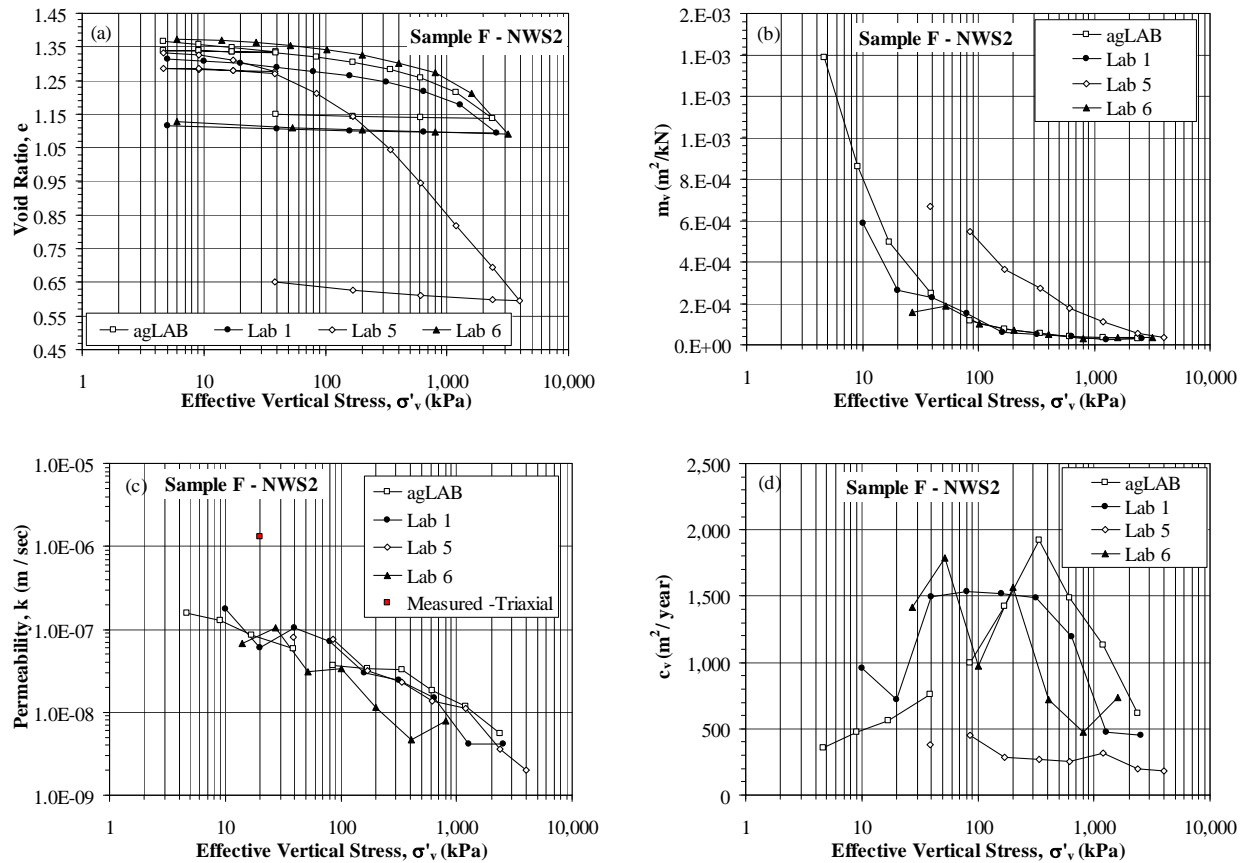 (a)
Sample F - NWS2
Void Ratio, e
1.35
1.25
1.15
1.05
0.95
0.85
0.75
0.65
0.55
0.45
agLAB Lab 1 Lab 5 Lab 6
1 10 100 1,000 10,000
Effective Vertical Stress, σ'v (kPa)
(b)
Sample F - NWS2
agLAB
Lab 1
Lab 5
Lab 6
mv (m²/kN)
2.E-03
1.E-03
1.E-03
1.E-03
8.E-04
6.E-04
4.E-04
2.E-04
0.E+00
1 10 100 1,000 10,000
Effective Vertical Stress, σ'v (kPa)
(c)
Sample F - NWS2
agLAB
Lab 1
Lab 5
Lab 6
Measured -Triaxial
Permeability, k (m / sec)
1.0E-05
1.0E-06
1.0E-07
1.0E-08
1.0E-09
1 10 100 1,000 10,000
Effective Vertical Stress, σ'v (kPa)
(d)
Sample F - NWS2
agLAB
Lab 1
Lab 5
Lab 6
cv (m²/ year)
2,500
2,000
1,500
1,000
500
0
1 10 100 1,000 10,000
Effective Vertical Stress, σ'v (kPa)